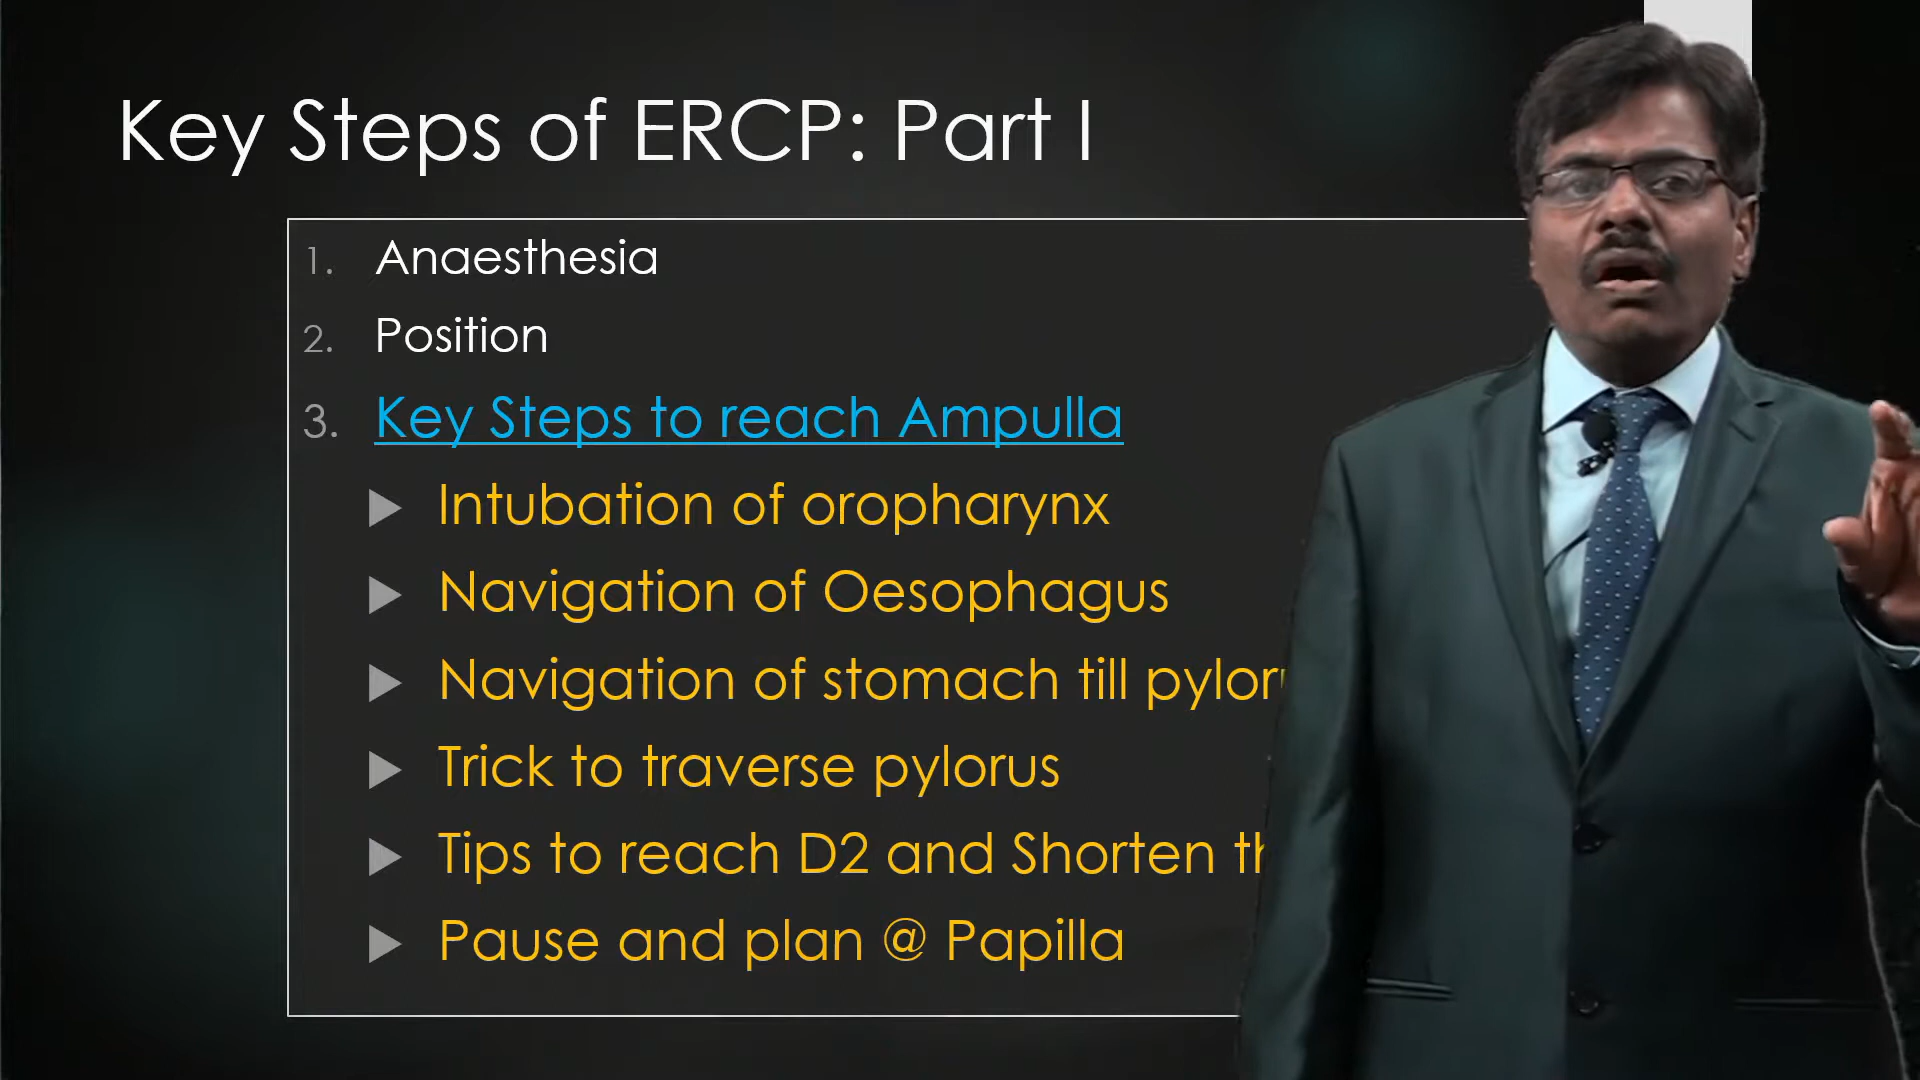 Key Steps of ERCP: Part I
1. Anaesthesia
2. Position
3. Key Steps to reach Ampulla
▶ Intubation of oropharynx
▶ Navigation of Oesophagus
▶ Navigation of stomach till
▶ Trick to traverse pylorus
▶ Tips to reach D2 and Shorten
▶ Pause and plan @ Papilla